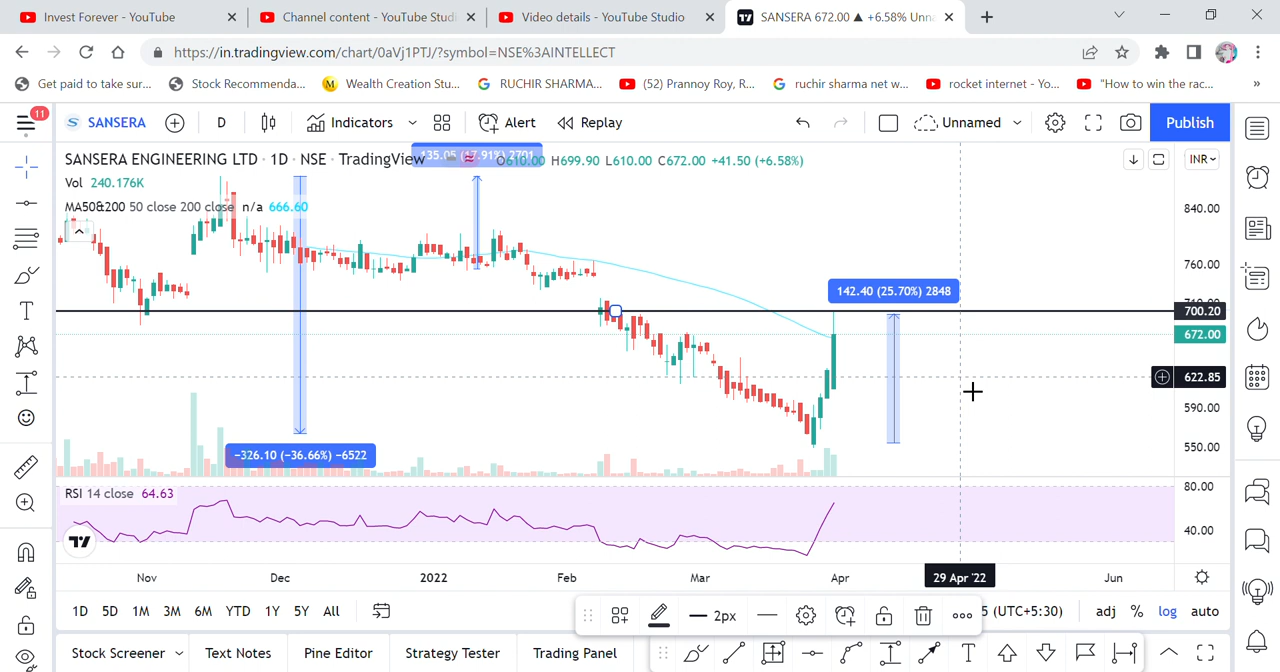 Invest Forever - YouTube
Channel content - YouTube Studi
Video details - YouTube Studio
SANSERA 672.00 ▲ +6.58% Unna
https://in.tradingview.com/chart/0aVj1PTJ/?symbol=NSE%3AINTELLECT
Get paid to take sur...
Stock Recommenda...
M Wealth Creation Stu...
RUCHIR SHARMA...
(52) Prannoy Roy, R...
ruchir sharma net w...
rocket internet - Yo...
"How to win the rac...
»
11
S SANSERA
D
Indicators
Alert
Replay
Unnamed
Publish
SANSERA ENGINEERING LTD · 1D · NSE · TradingView
O610.00 H699.90 L610.00 C672.00 +41.50 (+6.58%)
INR
Vol 240.176K
MA50&200 50 close 200 close n/a 666.60
840.00
760.00
142.40 (25.70%) 2848
700.20
672.00
622.85
590.00
550.00
−326.10 (−36.66%) −6522
RSI 14 close 64.63
80.00
40.00
Nov
Dec
2022
Feb
Mar
Apr
29 Apr '22
Jun
1D
5D
1M
3M
6M
YTD
1Y
5Y
All
2px
5 (UTC+5:30)
adj
%
log
auto
Stock Screener
Text Notes
Pine Editor
Strategy Tester
Trading Panel